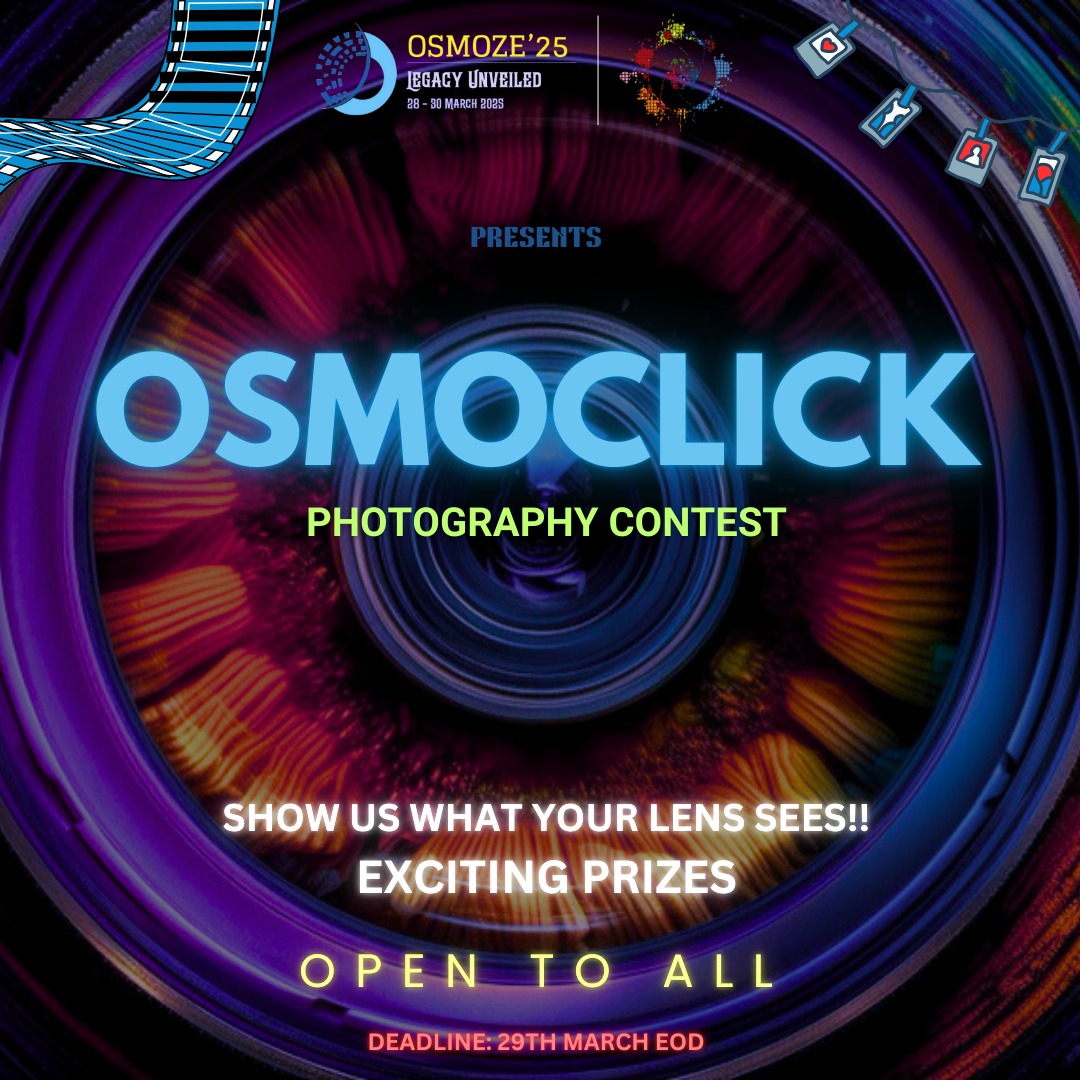 OSMOZE'25
LEGACY UNVEILED
28 - 30 MARCH 2025
PRESENTS
OSMOCLICK
PHOTOGRAPHY CONTEST
SHOW US WHAT YOUR LENS SEES!!
EXCITING PRIZES
OPEN TO ALL
DEADLINE: 29TH MARCH EOD